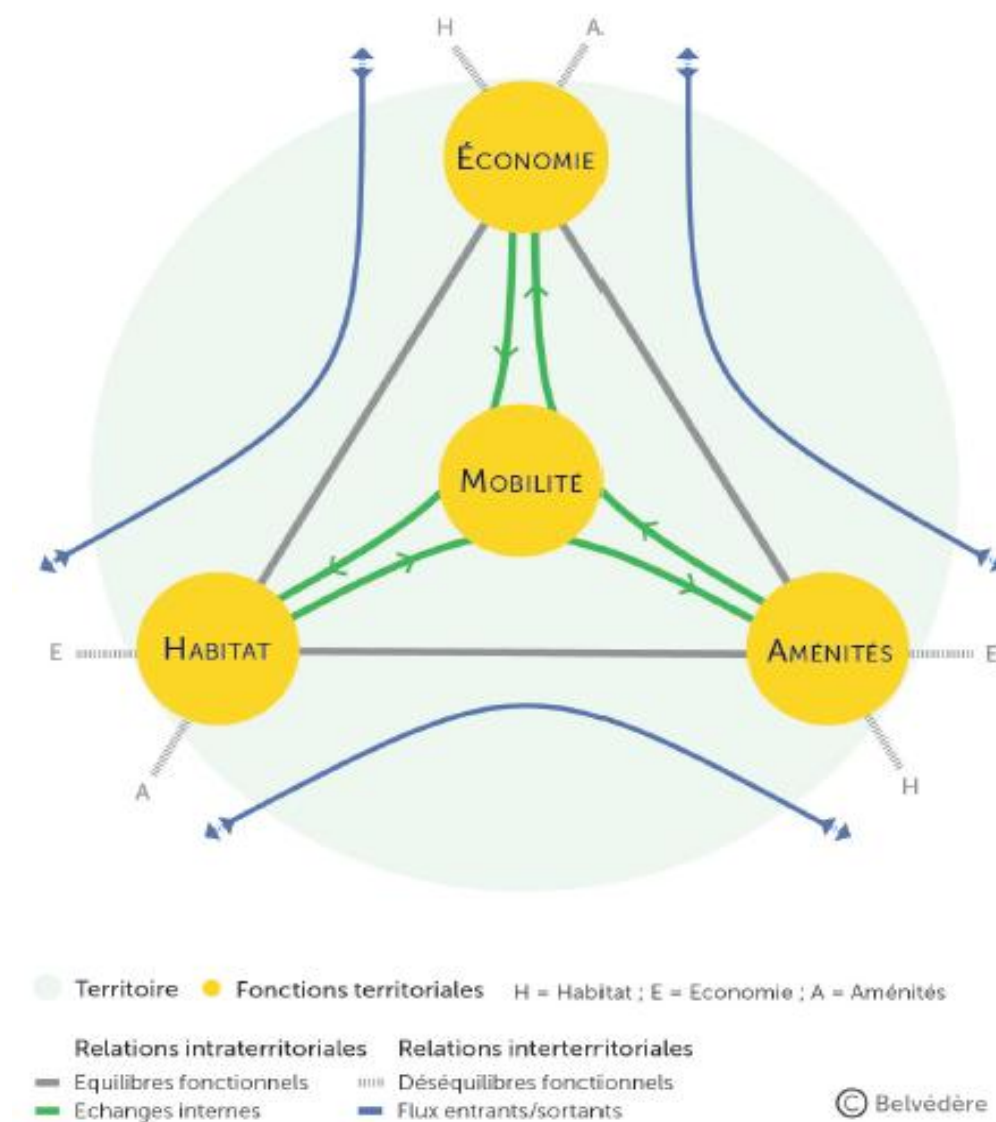 H A.
ÉCONOMIE
MOBILITÉ
E HABITAT AMÉNITÉS E
A H
Territoire Fonctions territoriales H = Habitat ; E = Economie ; A = Aménités
Relations intraterritoriales Relations interterritoriales
Equilibres fonctionnels Déséquilibres fonctionnels
Echanges internes Flux entrants/sortants
© Belvédère